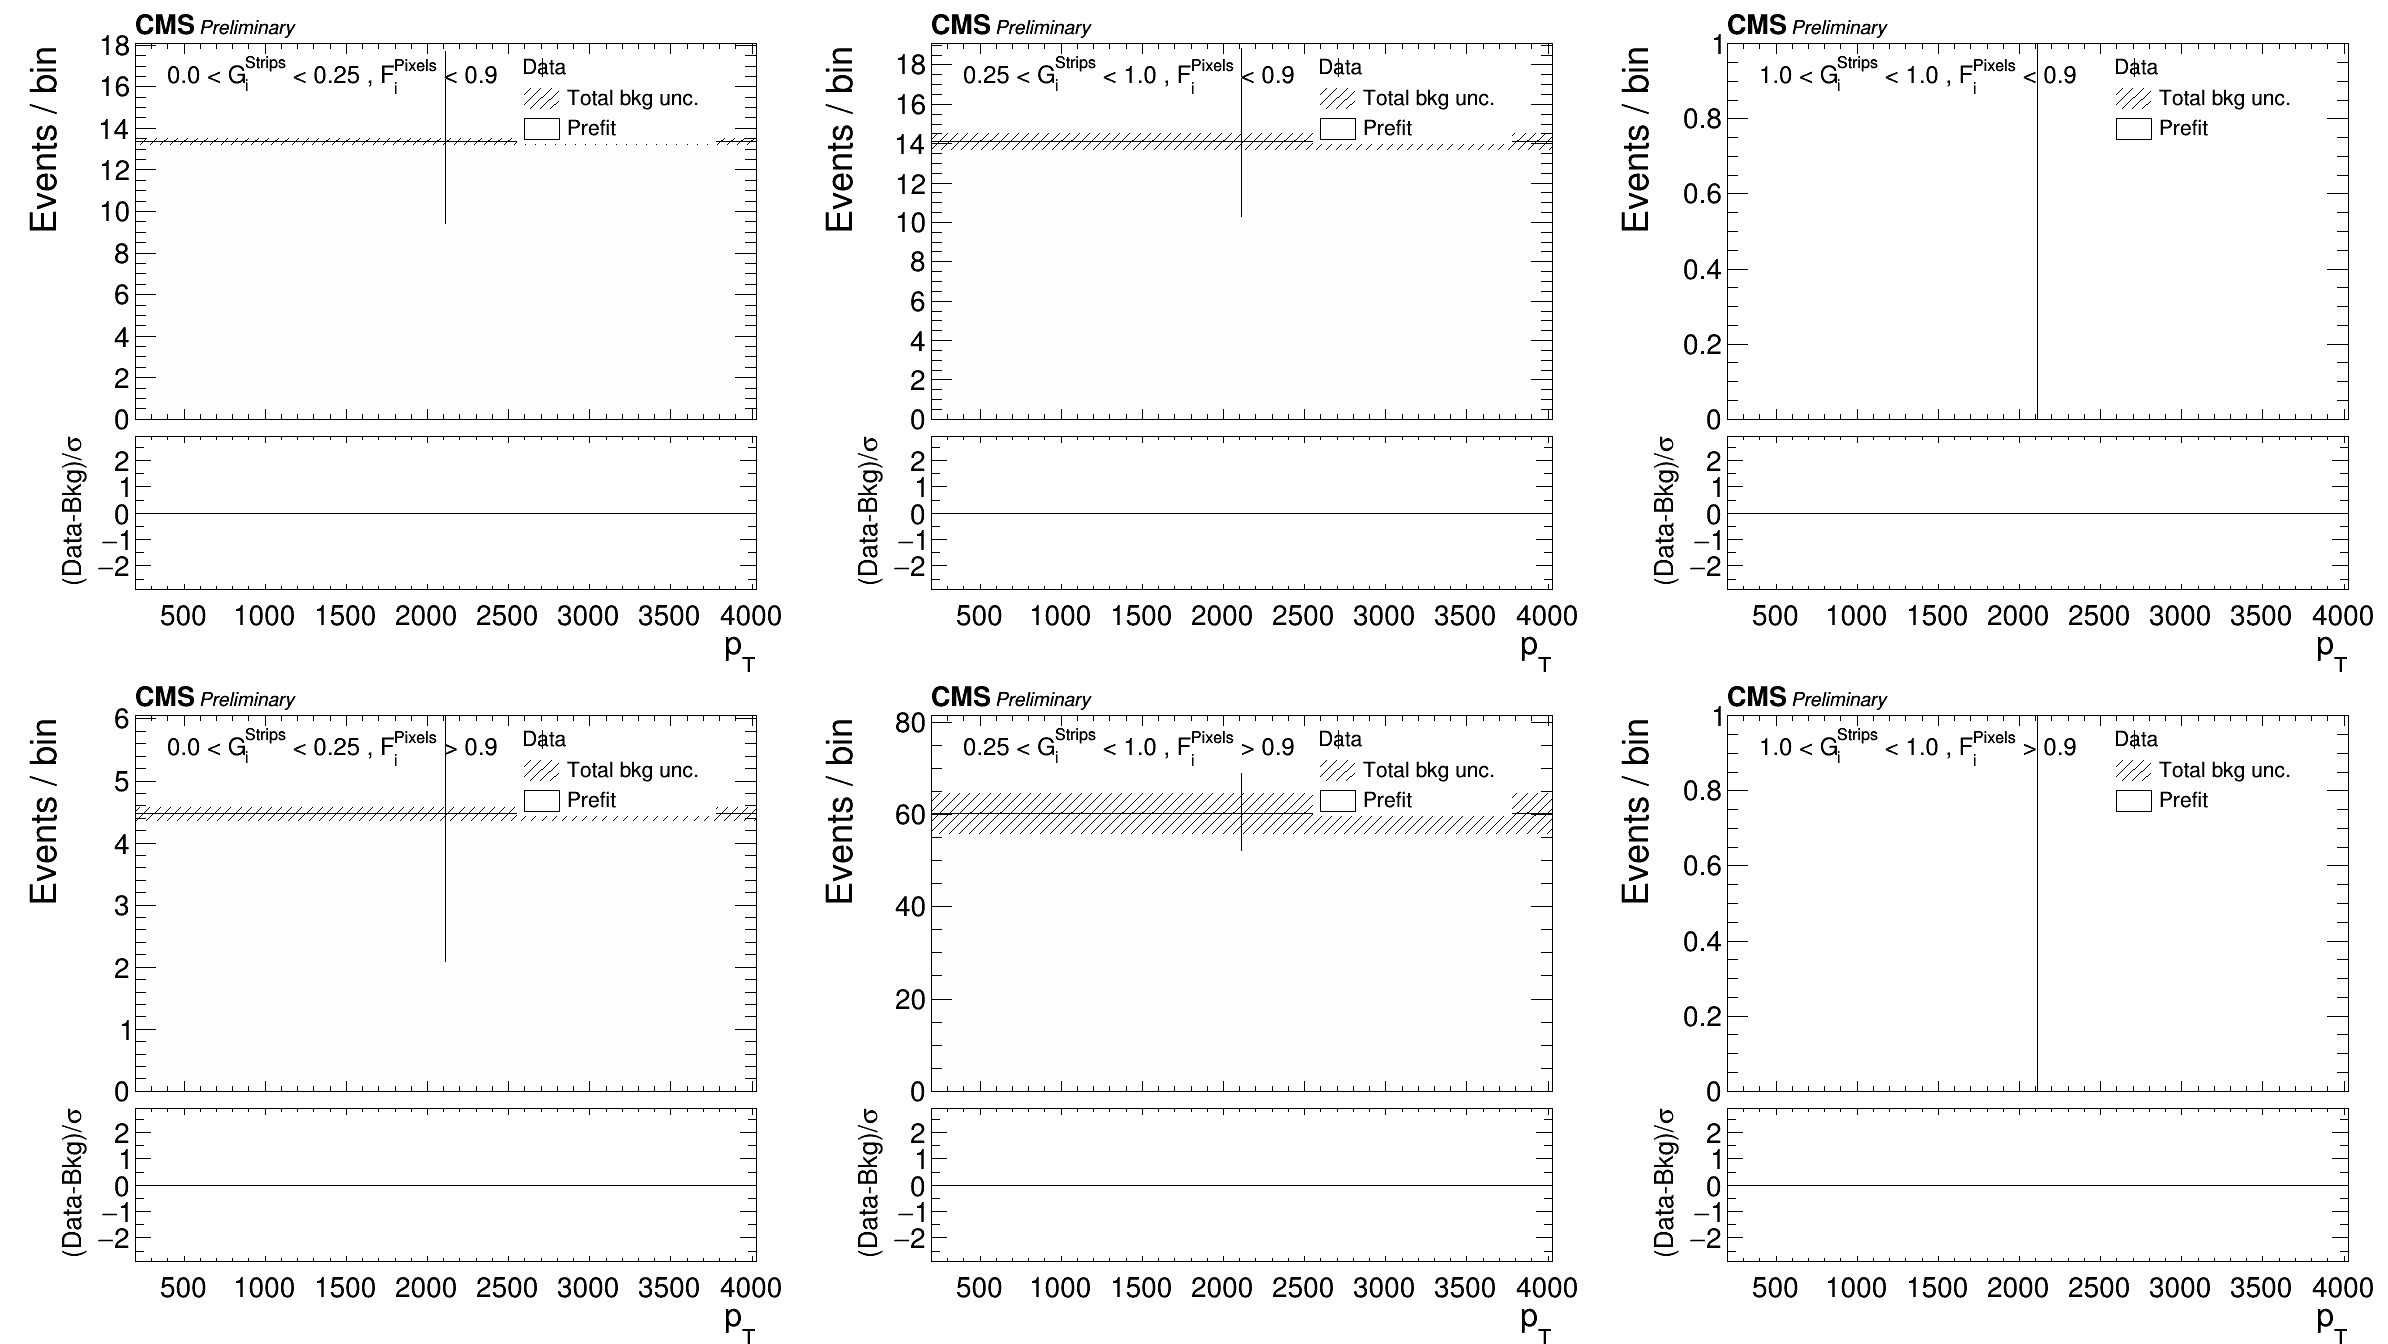 CMS Preliminary
Events / bin
0.0 < G_i^Strips < 0.25 , F_i^Pixels < 0.9
Data
Total bkg unc.
Prefit
18
16
14
12
10
8
6
4
2
0
(Data-Bkg)/σ
2
1
0
−1
−2
500 1000 1500 2000 2500 3000 3500 4000
p_T
CMS Preliminary
Events / bin
0.25 < G_i^Strips < 1.0 , F_i^Pixels < 0.9
Data
Total bkg unc.
Prefit
18
16
14
12
10
8
6
4
2
0
(Data-Bkg)/σ
2
1
0
−1
−2
500 1000 1500 2000 2500 3000 3500 4000
p_T
CMS Preliminary
Events / bin
1.0 < G_i^Strips < 1.0 , F_i^Pixels < 0.9
Data
Total bkg unc.
Prefit
1
0.8
0.6
0.4
0.2
0
(Data-Bkg)/σ
2
1
0
−1
−2
500 1000 1500 2000 2500 3000 3500 4000
p_T
CMS Preliminary
Events / bin
0.0 < G_i^Strips < 0.25 , F_i^Pixels > 0.9
Data
Total bkg unc.
Prefit
6
5
4
3
2
1
0
(Data-Bkg)/σ
2
1
0
−1
−2
500 1000 1500 2000 2500 3000 3500 4000
p_T
CMS Preliminary
Events / bin
0.25 < G_i^Strips < 1.0 , F_i^Pixels > 0.9
Data
Total bkg unc.
Prefit
80
60
40
20
0
(Data-Bkg)/σ
2
1
0
−1
−2
500 1000 1500 2000 2500 3000 3500 4000
p_T
CMS Preliminary
Events / bin
1.0 < G_i^Strips < 1.0 , F_i^Pixels > 0.9
Data
Total bkg unc.
Prefit
1
0.8
0.6
0.4
0.2
0
(Data-Bkg)/σ
2
1
0
−1
−2
500 1000 1500 2000 2500 3000 3500 4000
p_T